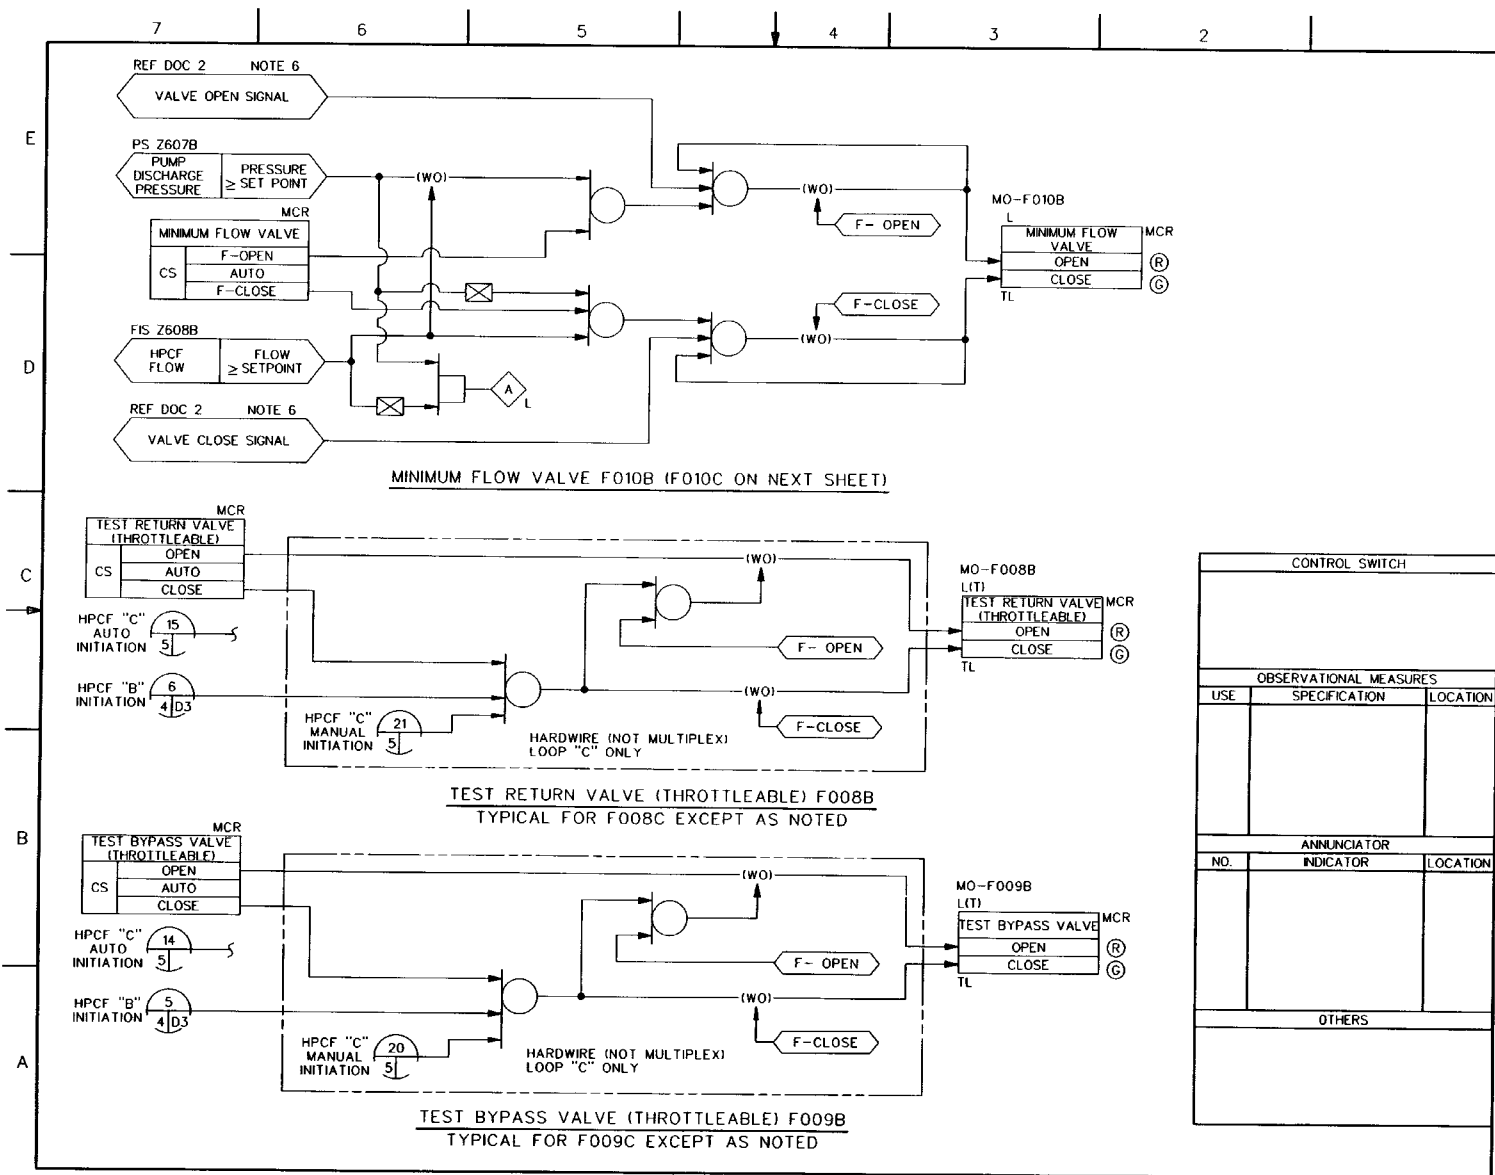 7 6 5 4 3 2
REF DOC 2 NOTE 6
VALVE OPEN SIGNAL
E
PS Z607B
PUMP DISCHARGE PRESSURE
PRESSURE ≥ SET POINT
(WO)
(WO)
F- OPEN
MCR
MINIMUM FLOW VALVE
CS
F-OPEN
AUTO
F-CLOSE
MO-F010B
L
MINIMUM FLOW VALVE
MCR
OPEN
R
CLOSE
G
TL
F-CLOSE
(WO)
D
FIS Z608B
HPCF FLOW
FLOW ≥ SETPOINT
A
L
REF DOC 2 NOTE 6
VALVE CLOSE SIGNAL
MINIMUM FLOW VALVE F010B (F010C ON NEXT SHEET)
C
MCR
TEST RETURN VALVE
(THROTTLEABLE)
CS
OPEN
AUTO
CLOSE
(WO)
HPCF "C"
AUTO
INITIATION
15
5
HPCF "B"
INITIATION
6
4 D3
HPCF "C"
MANUAL
INITIATION
21
5
F- OPEN
(WO)
F-CLOSE
HARDWIRE (NOT MULTIPLEX)
LOOP "C" ONLY
MO-F008B
L(T)
TEST RETURN VALVE
(THROTTLEABLE)
MCR
OPEN
R
CLOSE
G
TL
TEST RETURN VALVE (THROTTLEABLE) F008B
TYPICAL FOR F008C EXCEPT AS NOTED
B
MCR
TEST BYPASS VALVE
(THROTTLEABLE)
CS
OPEN
AUTO
CLOSE
(WO)
HPCF "C"
AUTO
INITIATION
14
5
HPCF "B"
INITIATION
5
4 D3
HPCF "C"
MANUAL
INITIATION
20
5
F- OPEN
(WO)
F-CLOSE
HARDWIRE (NOT MULTIPLEX)
LOOP "C" ONLY
MO-F009B
L(T)
TEST BYPASS VALVE
MCR
OPEN
R
CLOSE
G
TL
A
TEST BYPASS VALVE (THROTTLEABLE) F009B
TYPICAL FOR F009C EXCEPT AS NOTED
CONTROL SWITCH
OBSERVATIONAL MEASURES
USE SPECIFICATION LOCATION
ANNUNCIATOR
NO. INDICATOR LOCATION
OTHERS